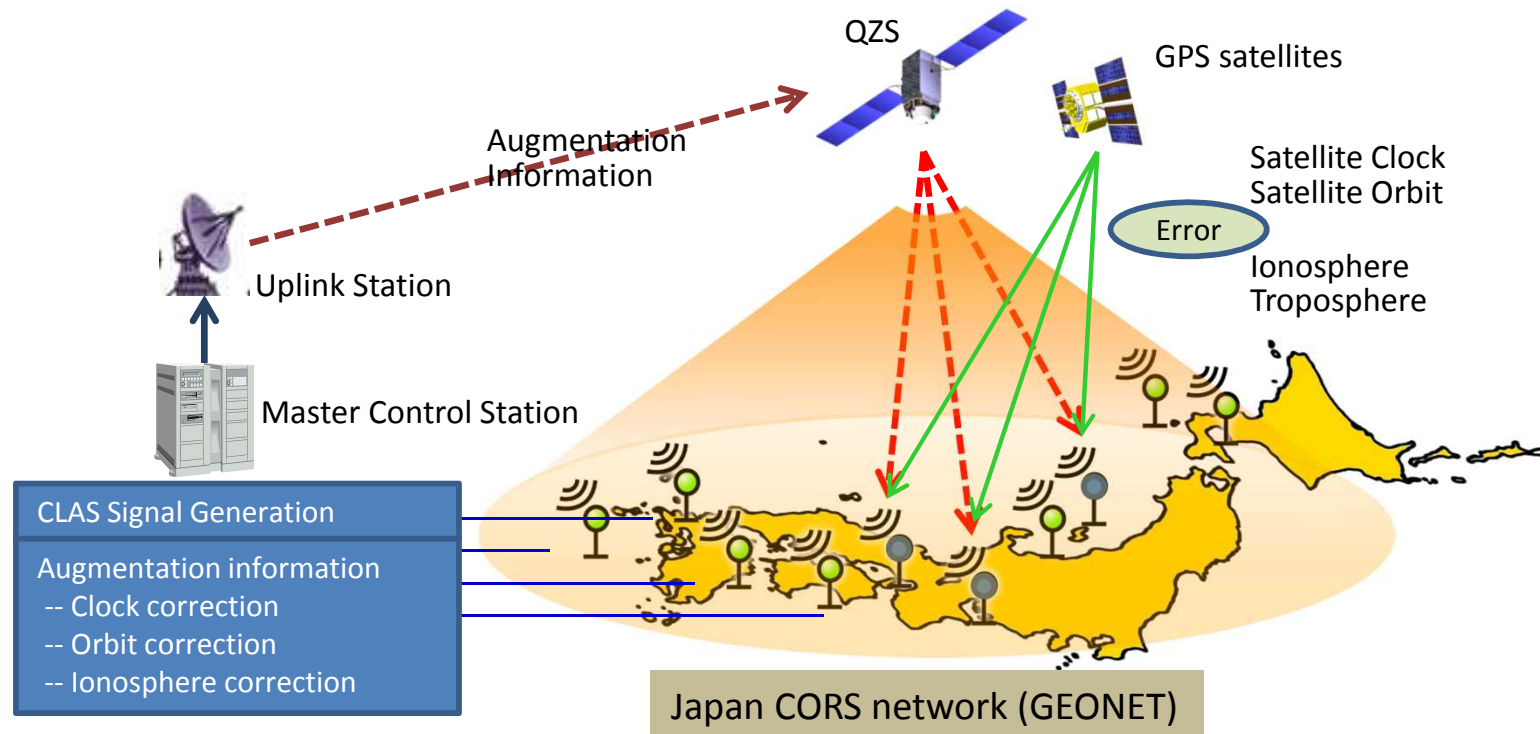 QZS
GPS satellites
Augmentation
Information
Satellite Clock
Satellite Orbit
Error
Ionosphere
Troposphere
Uplink Station
Master Control Station
CLAS Signal Generation
Augmentation information
-- Clock correction
-- Orbit correction
-- Ionosphere correction
Japan CORS network (GEONET)